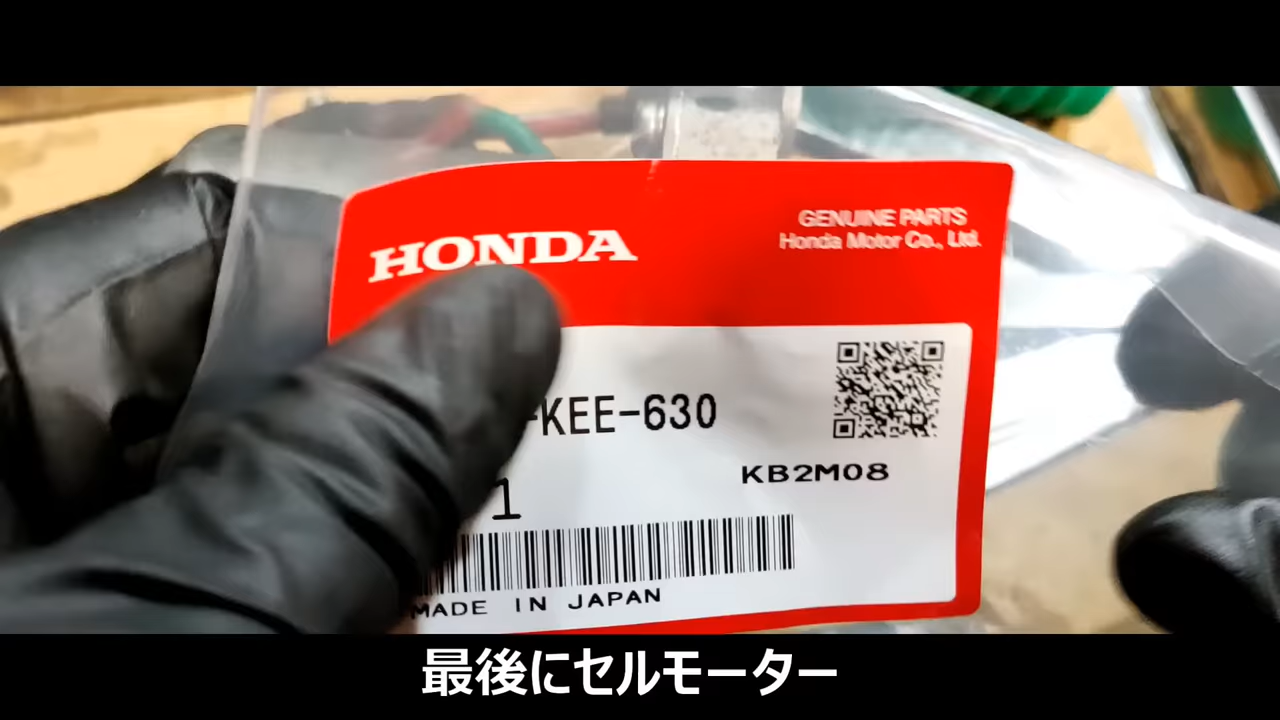 HONDA
GENUINE PARTS
Honda Motor Co., Ltd.
-KEE-630
KB2M08
1
MADE IN JAPAN
最後にセルモーター